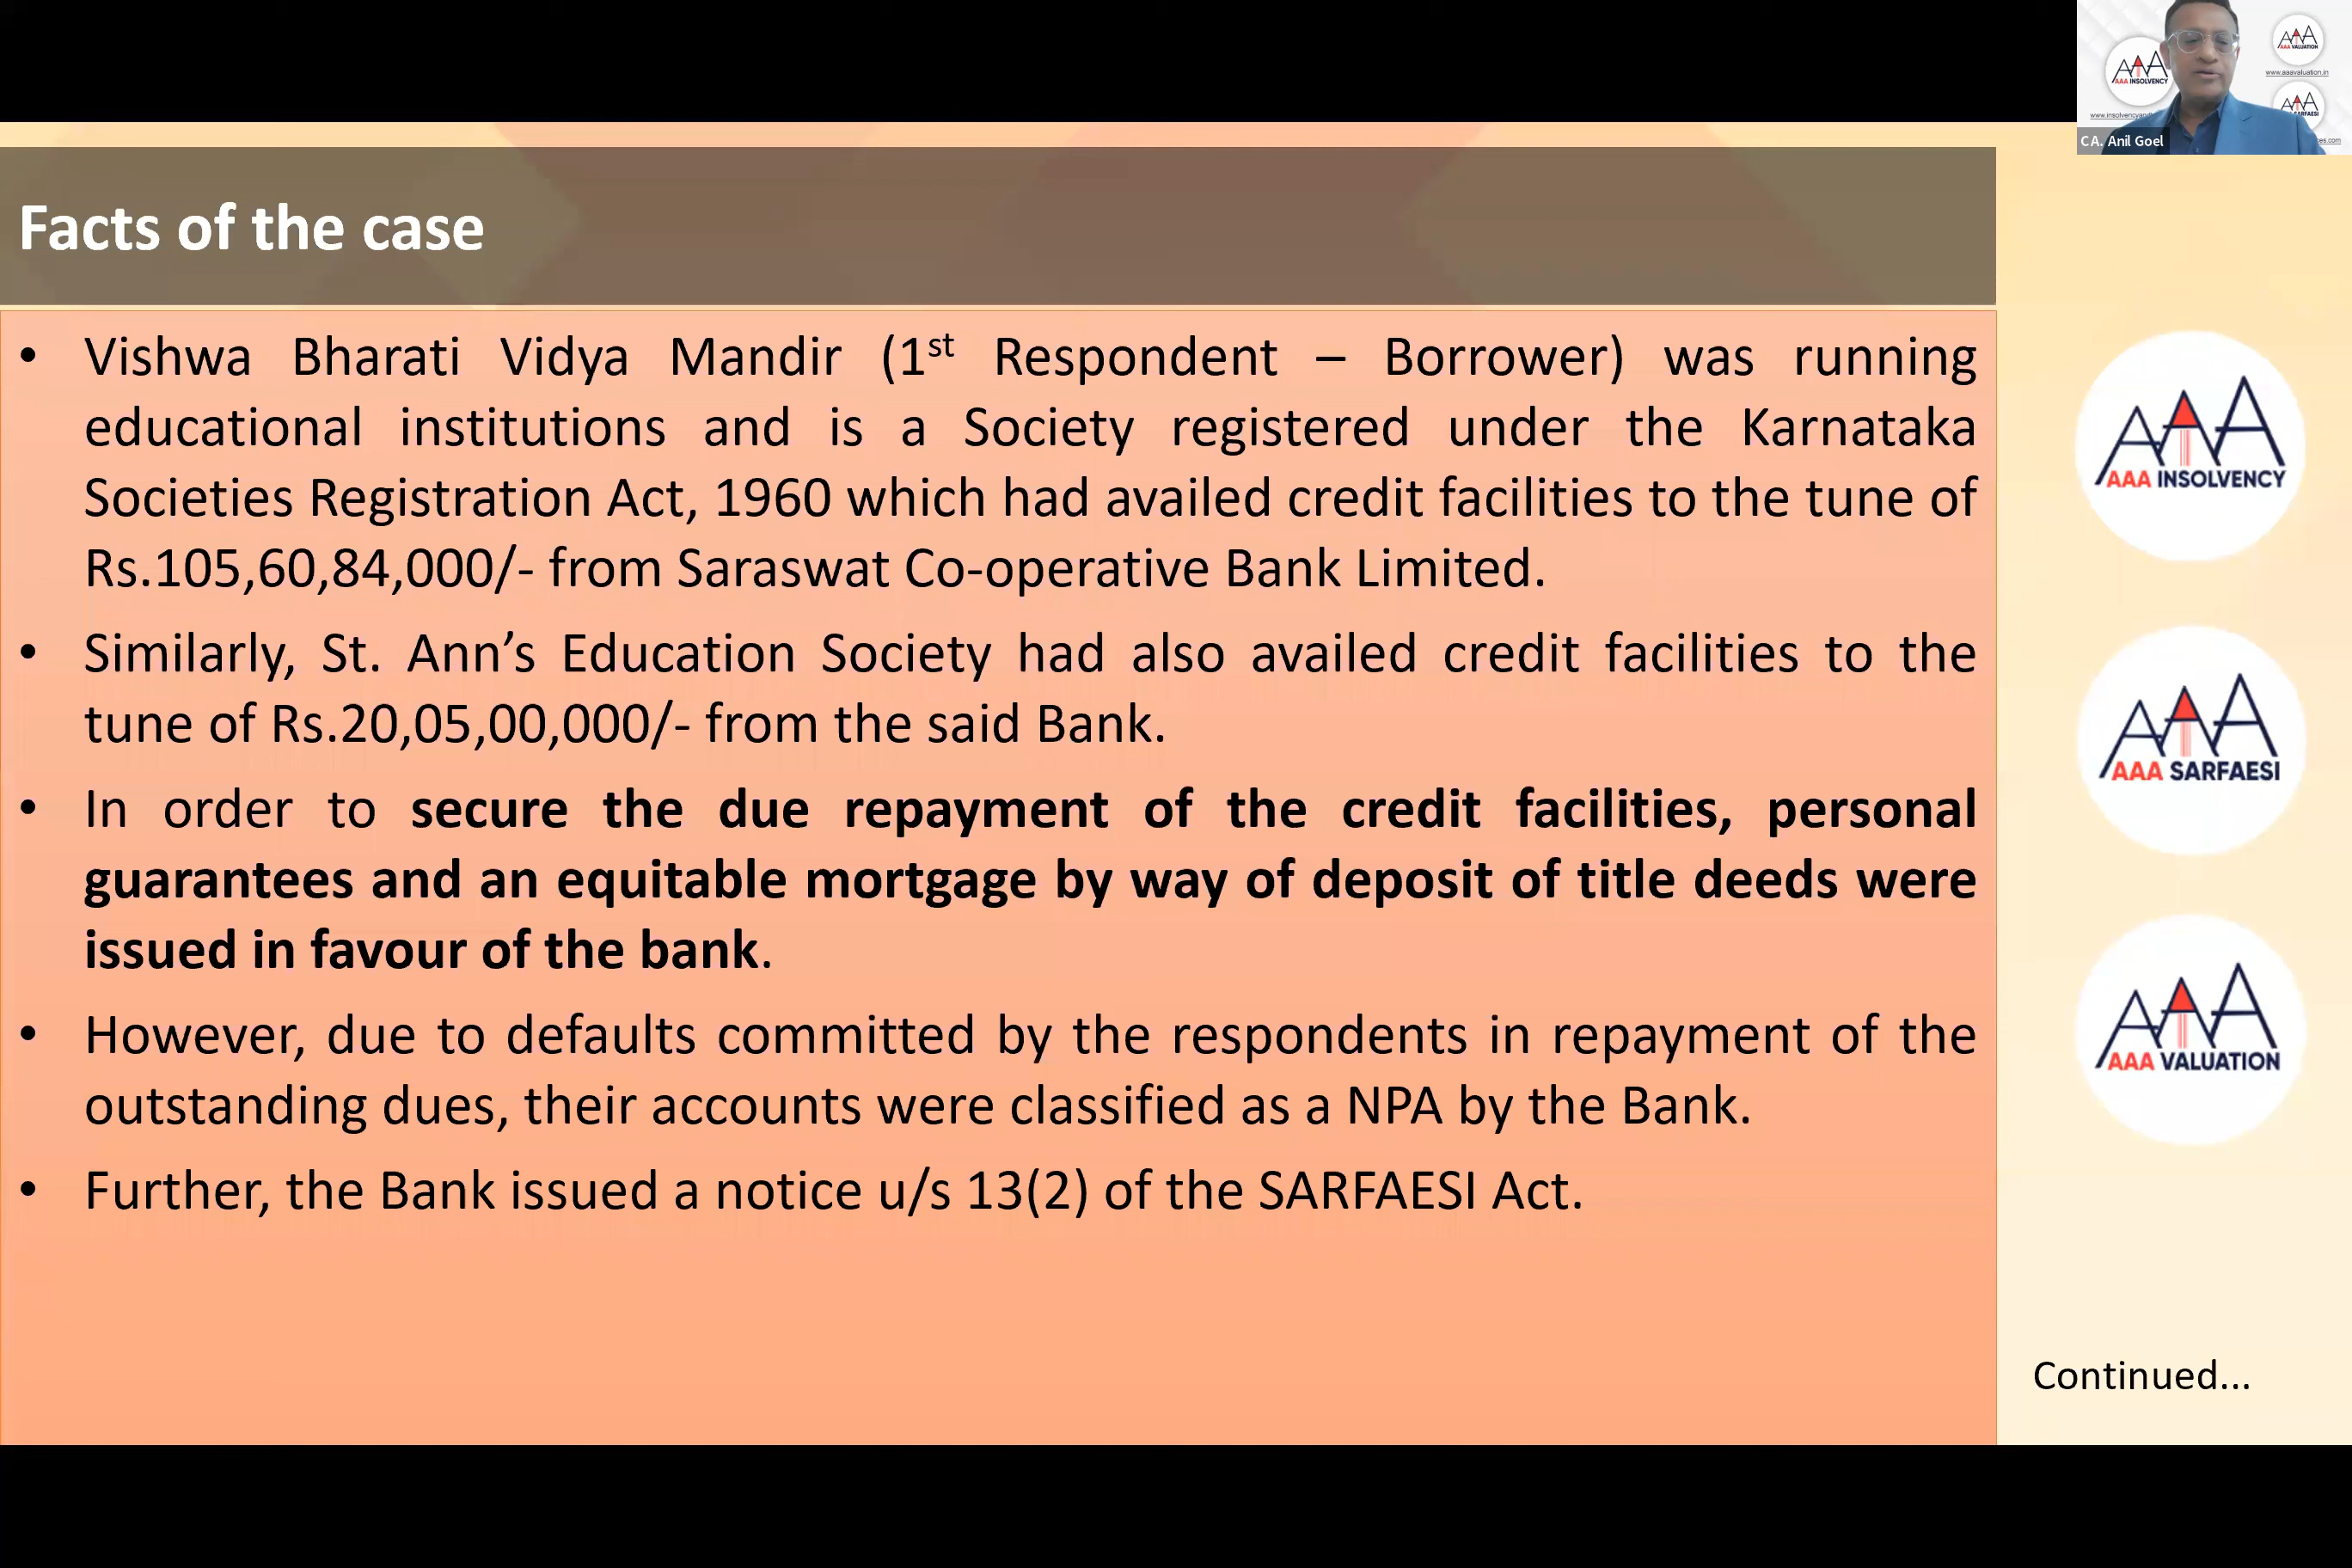 AAA INSOLVENCY
AAA VALUATION
www.aaavaluation.in
CA. Anil Goel
Facts of the case
• Vishwa Bharati Vidya Mandir (1st Respondent – Borrower) was running
educational institutions and is a Society registered under the Karnataka
Societies Registration Act, 1960 which had availed credit facilities to the tune of
Rs.105,60,84,000/- from Saraswat Co-operative Bank Limited.
• Similarly, St. Ann’s Education Society had also availed credit facilities to the
tune of Rs.20,05,00,000/- from the said Bank.
• In order to secure the due repayment of the credit facilities, personal
guarantees and an equitable mortgage by way of deposit of title deeds were
issued in favour of the bank.
• However, due to defaults committed by the respondents in repayment of the
outstanding dues, their accounts were classified as a NPA by the Bank.
• Further, the Bank issued a notice u/s 13(2) of the SARFAESI Act.
AAA INSOLVENCY
AAA SARFAESI
AAA VALUATION
Continued...